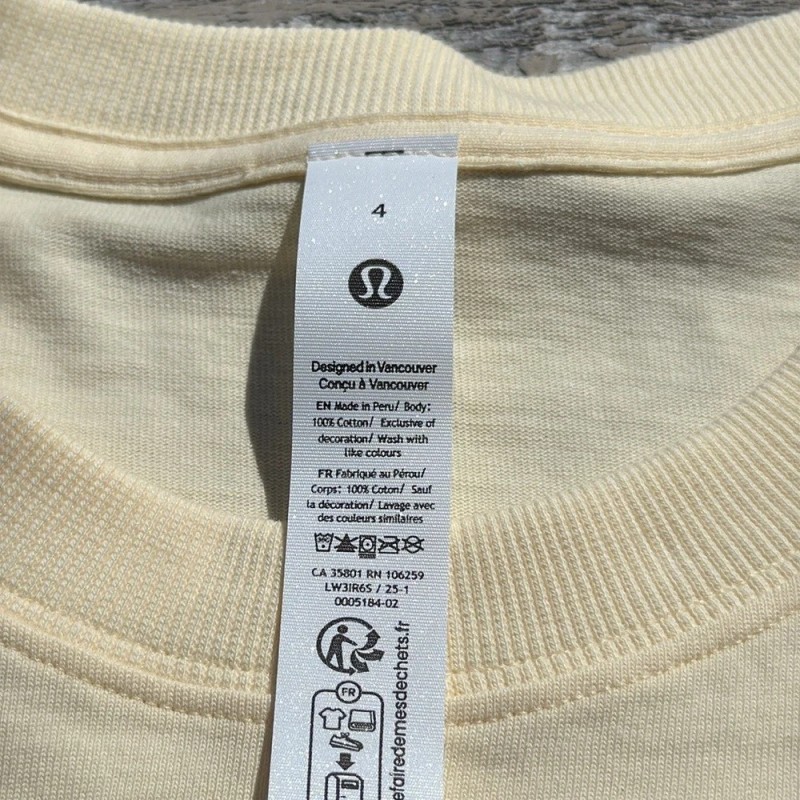 4
Designed in Vancouver
Conçu à Vancouver
EN Made in Peru/ Body:
100% Cotton/ Exclusive of
decoration/ Wash with
like colours
FR Fabriqué au Pérou/
Corps: 100% Coton/ Sauf
la décoration/ Lavage avec
des couleurs similaires
CA 35801 RN 106259
LW3IR6S / 25-1
0005184-02
FR
efairedemesdechets.fr